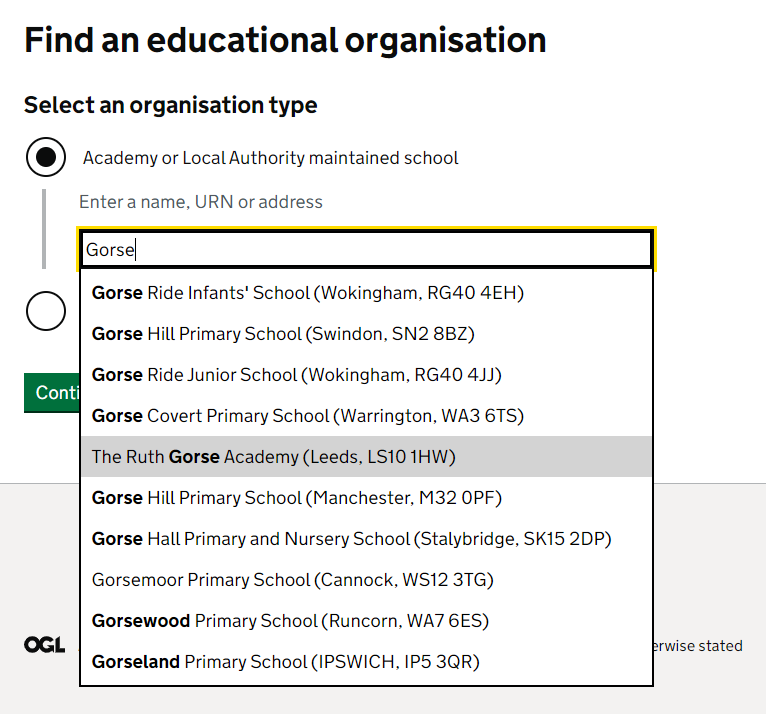 Find an educational organisation
Select an organisation type
Academy or Local Authority maintained school
Enter a name, URN or address
Gorse
Gorse Ride Infants' School (Wokingham, RG40 4EH)
Gorse Hill Primary School (Swindon, SN2 8BZ)
Gorse Ride Junior School (Wokingham, RG40 4JJ)
Conti
Gorse Covert Primary School (Warrington, WA3 6TS)
The Ruth Gorse Academy (Leeds, LS10 1HW)
Gorse Hill Primary School (Manchester, M32 0PF)
Gorse Hall Primary and Nursery School (Stalybridge, SK15 2DP)
Gorsemoor Primary School (Cannock, WS12 3TG)
Gorsewood Primary School (Runcorn, WA7 6ES)
OGL erwise stated
Gorseland Primary School (IPSWICH, IP5 3QR)